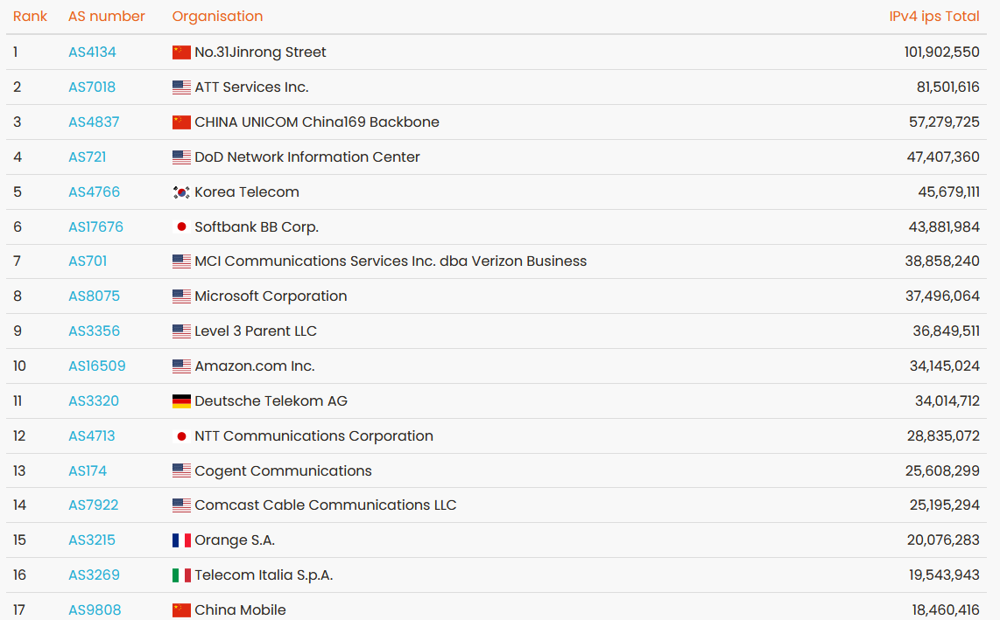 Rank AS number Organisation IPv4 ips Total
1 AS4134 No.31Jinrong Street 101,902,550
2 AS7018 ATT Services Inc. 81,501,616
3 AS4837 CHINA UNICOM China169 Backbone 57,279,725
4 AS721 DoD Network Information Center 47,407,360
5 AS4766 Korea Telecom 45,679,111
6 AS17676 Softbank BB Corp. 43,881,984
7 AS701 MCI Communications Services Inc. dba Verizon Business 38,858,240
8 AS8075 Microsoft Corporation 37,496,064
9 AS3356 Level 3 Parent LLC 36,849,511
10 AS16509 Amazon.com Inc. 34,145,024
11 AS3320 Deutsche Telekom AG 34,014,712
12 AS4713 NTT Communications Corporation 28,835,072
13 AS174 Cogent Communications 25,608,299
14 AS7922 Comcast Cable Communications LLC 25,195,294
15 AS3215 Orange S.A. 20,076,283
16 AS3269 Telecom Italia S.p.A. 19,543,943
17 AS9808 China Mobile 18,460,416